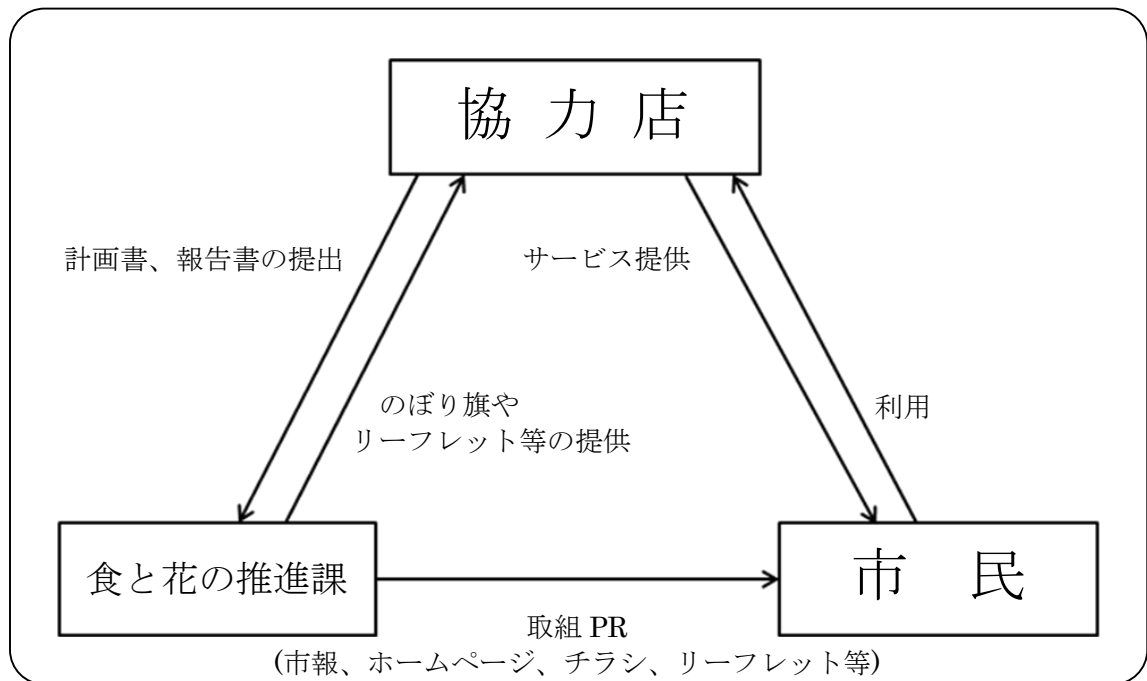 協 力 店
計画書、報告書の提出
サービス提供
のぼり旗や
リーフレット等の提供
利用
食と花の推進課
市 民
取組 PR
(市報、ホームページ、チラシ、リーフレット等)